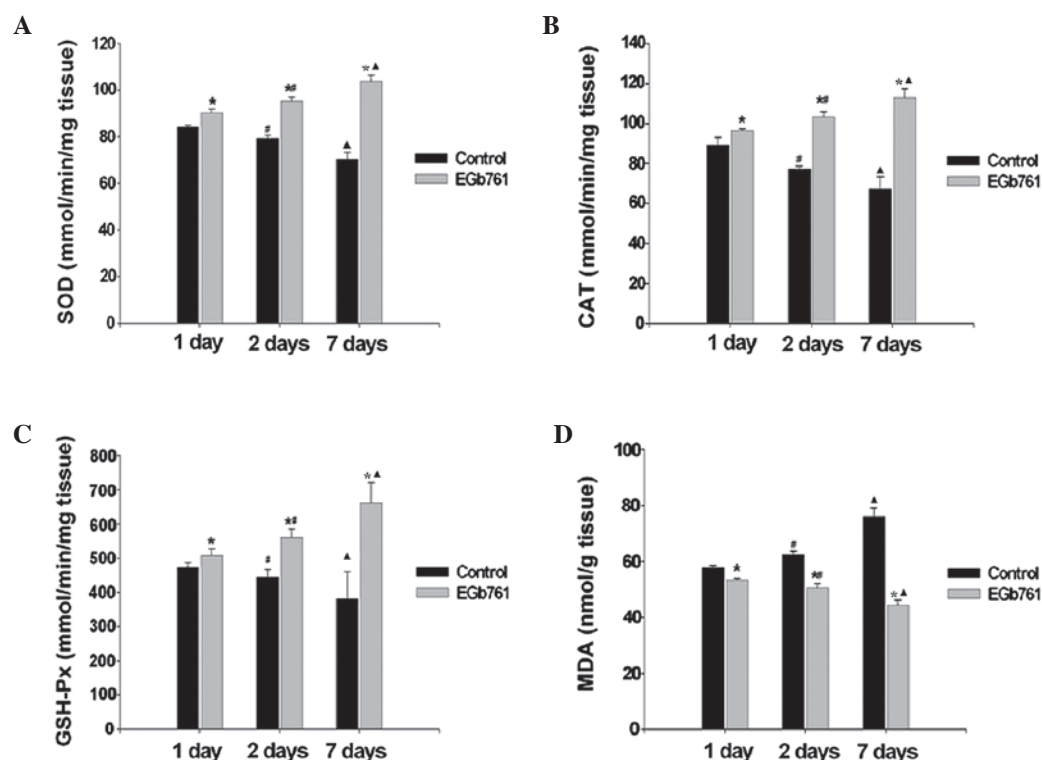 A
SOD (mmol/min/mg tissue)
120
100
80
60
40
20
0
* *# *▲
# ▲
1 day 2 days 7 days
Control
EGb761
B
CAT (mmol/min/mg tissue)
140
120
100
80
60
40
20
0
* *# *▲
# ▲
1 day 2 days 7 days
Control
EGb761
C
GSH-Px (mmol/min/mg tissue)
800
700
600
500
400
300
200
100
0
* *# *▲
# ▲
1 day 2 days 7 days
Control
EGb761
D
MDA (nmol/g tissue)
100
80
60
40
20
0
# ▲
* *# *▲
1 day 2 days 7 days
Control
EGb761